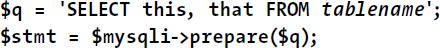 $q = 'SELECT this, that FROM tablename';
$stmt = $mysqli->prepare($q);